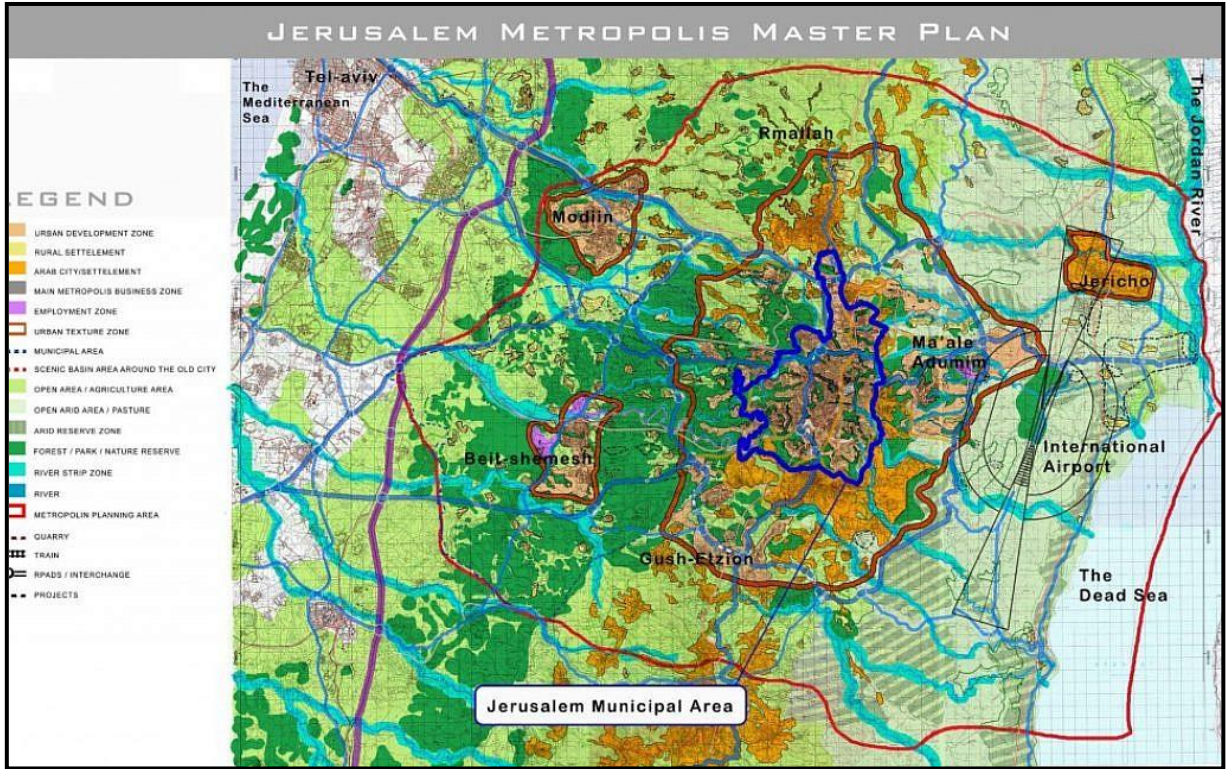 JERUSALEM METROPOLIS MASTER PLAN
Tel-aviv
The
Mediterranean
Sea
Rmallah
The Jordan River
EGEND
URBAN DEVELOPMENT ZONE
RURAL SETTELEMENT
ARAB CITY/SETTELEMENT
MAIN METROPOLIS BUSINESS ZONE
EMPLOYMENT ZONE
URBAN TEXTURE ZONE
MUNICIPAL AREA
SCENIC BASIN AREA AROUND THE OLD CITY
OPEN AREA / AGRICULTURE AREA
OPEN ARID AREA / PASTURE
ARID RESERVE ZONE
FOREST / PARK / NATURE RESERVE
RIVER STRIP ZONE
RIVER
METROPOLIN PLANNING AREA
QUARRY
TRAIN
RPADS / INTERCHANGE
PROJECTS
Modiin
Jericho
Ma'ale
Adumim
Beit-shemesh
International
Airport
Gush-Etzion
The
Dead Sea
Jerusalem Municipal Area